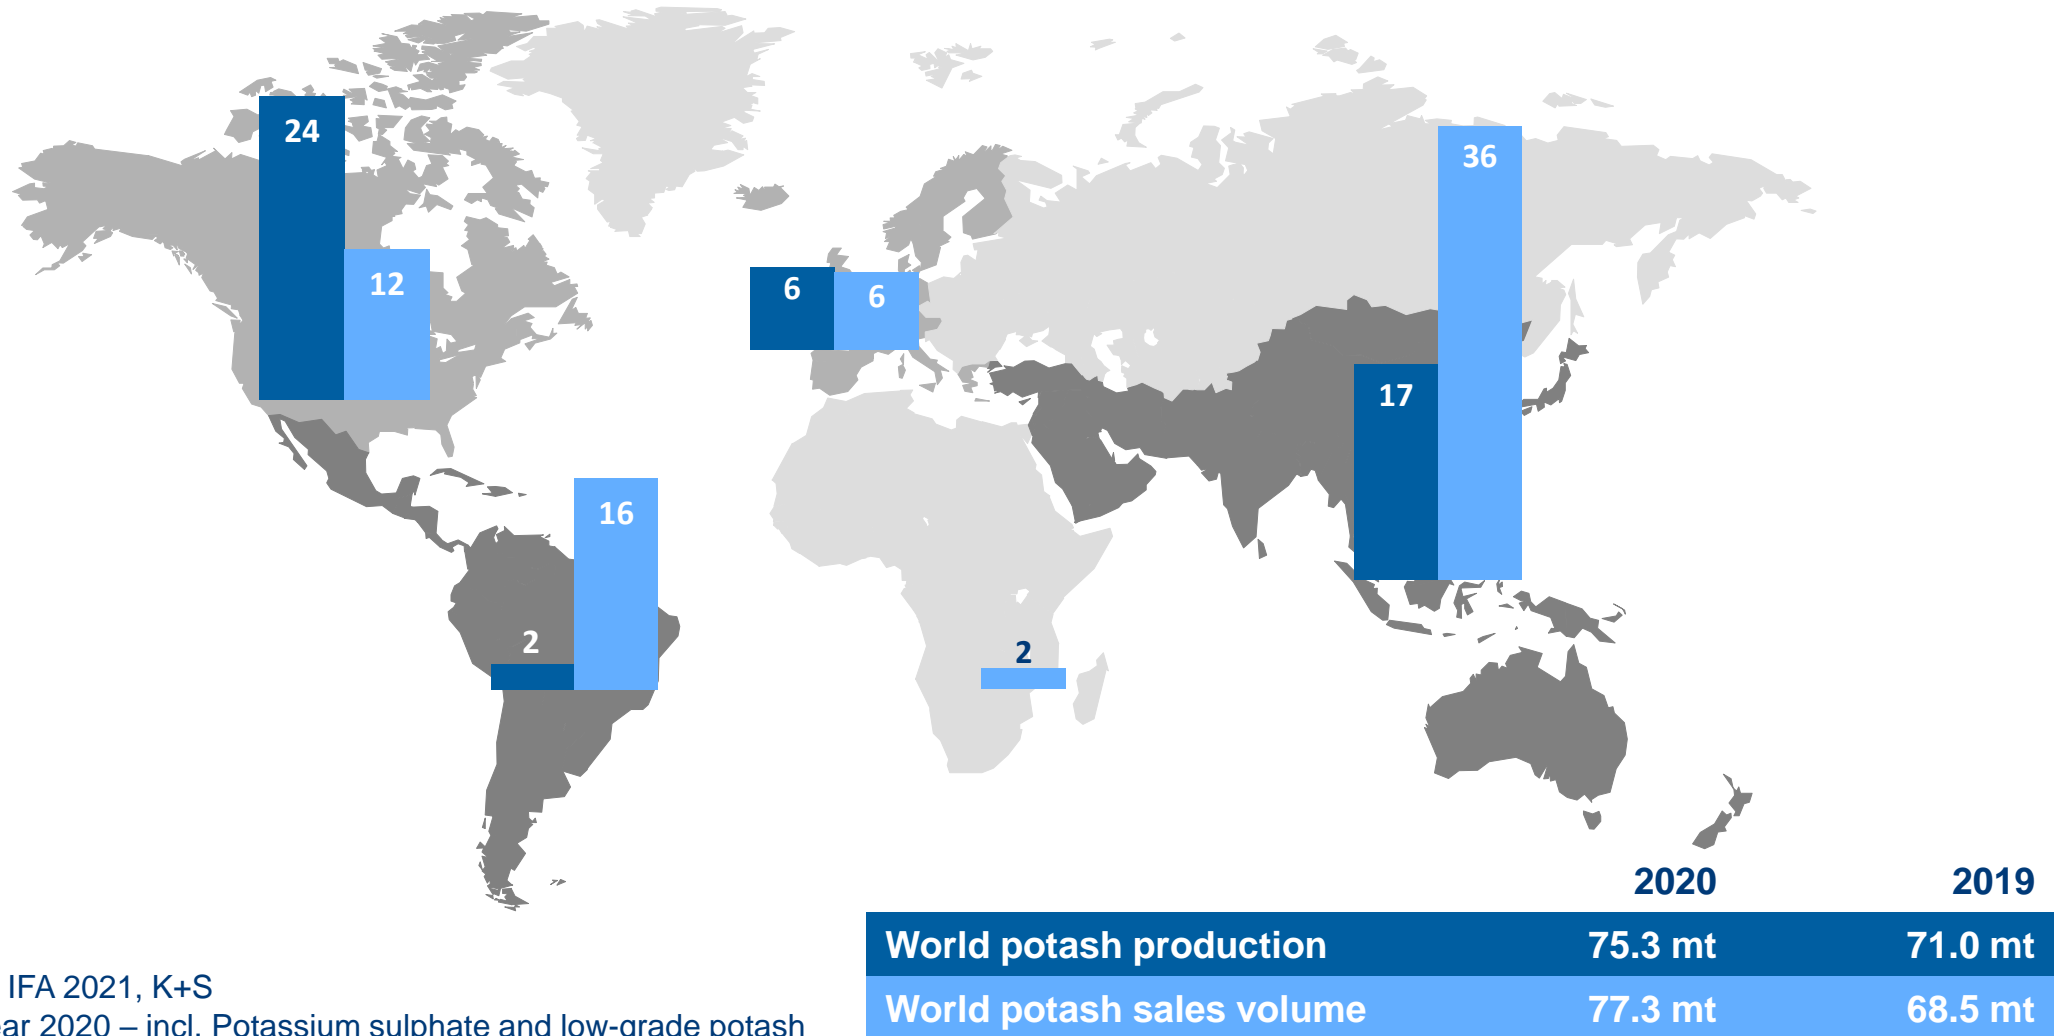 24
12
6
6
36
17
16
2
2
2020 2019
World potash production 75.3 mt 71.0 mt
World potash sales volume 77.3 mt 68.5 mt
IFA 2021, K+S
2020 – incl. Potassium sulphate and low-grade potash